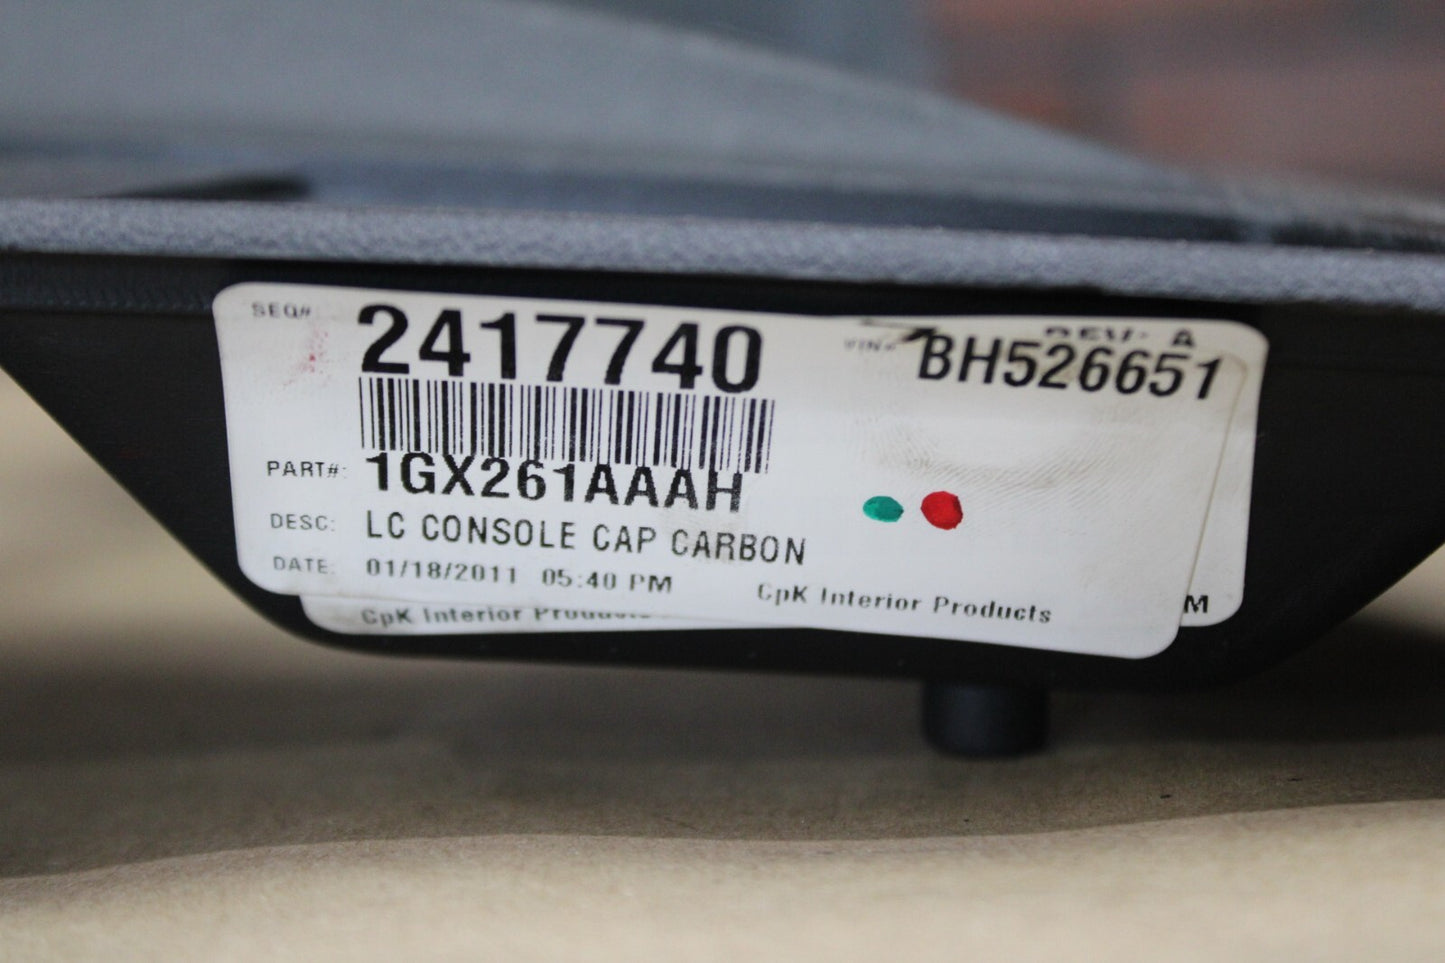 SEQ# 2417740
REV- A
VIN# BH526651
PART#: 1GX261AAAH
DESC: LC CONSOLE CAP CARBON
DATE: 01/18/2011 05:40 PM
CpK Interior Products
CpK Interior Products
M